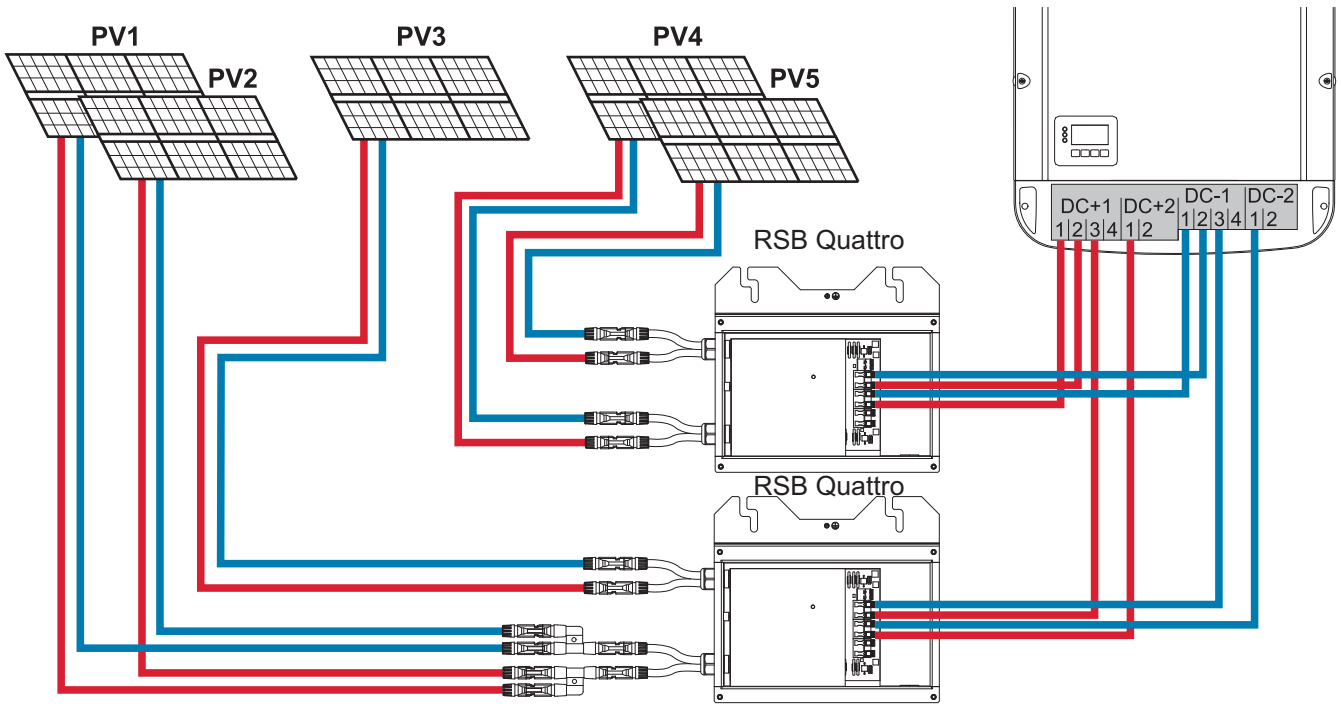 PV1
PV2
PV3
PV4
PV5
RSB Quattro
DC+1 DC+2 DC-1 DC-2
1 2 3 4 1 2 1 2 3 4 1 2
RSB Quattro